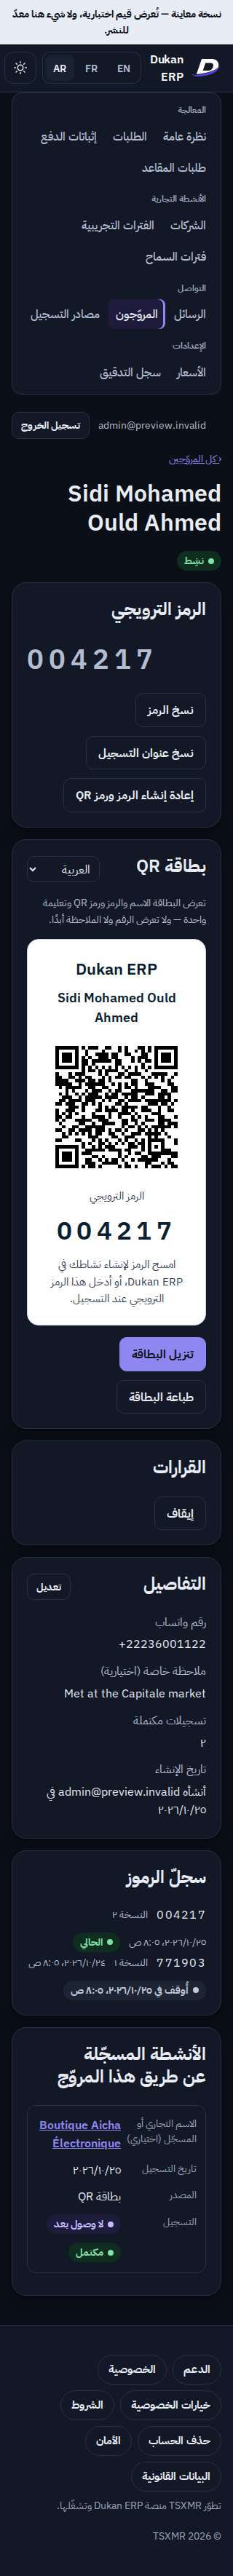 نسخة معاينة — تُعرض قيم اختبارية، ولا شيء هنا معدّ
للنشر.
Dukan
ERP
EN
FR
AR
المعالجة
نظرة عامة
الطلبات
إثباتات الدفع
طلبات المقاعد
الأنشطة التجارية
الشركات
الفترات التجريبية
فترات السماح
التواصل
الرسائل
المروّجون
مصادر التسجيل
الإعدادات
الأسعار
سجل التدقيق
admin@preview.invalid
تسجيل الخروج
‹ كل المروّجين
Sidi Mohamed
Ould Ahmed
نشِط
الرمز الترويجي
004217
نسخ الرمز
نسخ عنوان التسجيل
إعادة إنشاء الرمز ورمز QR
بطاقة QR
العربية
تعرض البطاقة الاسم والرمز ورمز QR وتعليمة
واحدة — ولا تعرض الرقم ولا الملاحظة أبدًا.
Dukan ERP
Sidi Mohamed Ould
Ahmed
الرمز الترويجي
004217
امسح الرمز لإنشاء نشاطك في
Dukan ERP، أو أدخل هذا الرمز
الترويجي عند التسجيل.
تنزيل البطاقة
طباعة البطاقة
القرارات
إيقاف
التفاصيل
تعديل
رقم واتساب
+22236001122
ملاحظة خاصة (اختيارية)
Met at the Capitale market
تسجيلات مكتملة
٢
تاريخ الإنشاء
أنشأه admin@preview.invalid في
٢٠٢٦/١٠/٢٥
سجلّ الرموز
004217
النسخة ٢
٢٠٢٦/١٠/٢٥، ٨:٠٥ ص
الحالي
771903
النسخة ١
٢٠٢٦/١٠/٢٤، ٨:٠٥ ص
أُوقف في ٢٠٢٦/١٠/٢٥، ٨:٠٥ ص
الأنشطة المسجّلة
عن طريق هذا المروّج
الاسم التجاري أو
المسجّل (اختياري)
Boutique Aicha
Électronique
تاريخ التسجيل
٢٠٢٦/١٠/٢٥
المصدر
بطاقة QR
التسجيل
لا وصول بعد
مكتمل
الدعم
الخصوصية
خيارات الخصوصية
الشروط
حذف الحساب
الأمان
البيانات القانونية
تطوّر TSXMR منصة Dukan ERP وتشغّلها.
© 2026 TSXMR